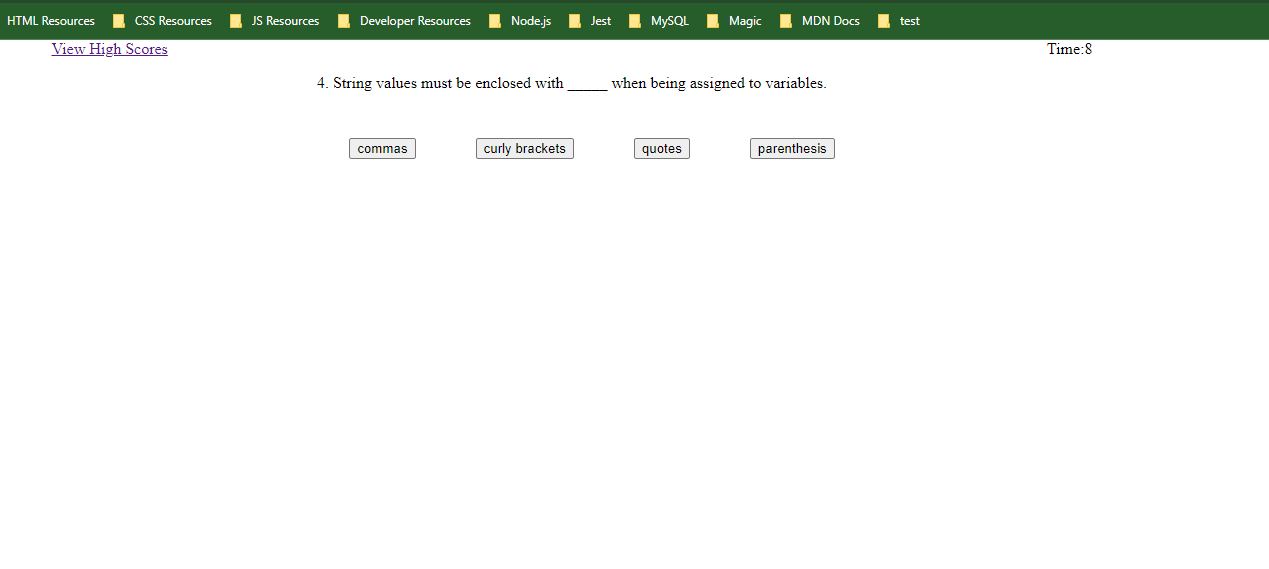 HTML Resources CSS Resources JS Resources Developer Resources Node.js Jest MySQL Magic MDN Docs test
View High Scores Time:8
4. String values must be enclosed with _____ when being assigned to variables.
commas curly brackets quotes parenthesis